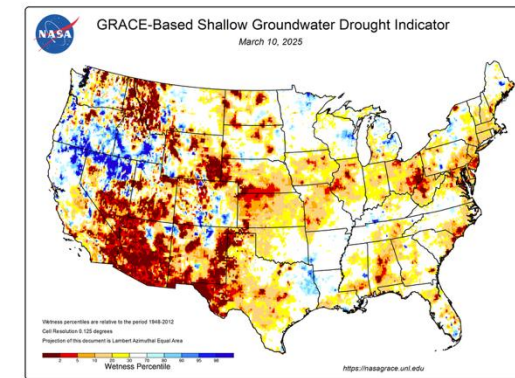 NASA
GRACE-Based Shallow Groundwater Drought Indicator
March 10, 2025
Wetness percentiles are relative to the period 1948-2012
Cell Resolution 0.125 degrees
Projection of this document is Lambert Azimuthal Equal Area
2 5 10 20 30 70 80 90 95 98
Wetness Percentile
https://nasagrace.unl.edu